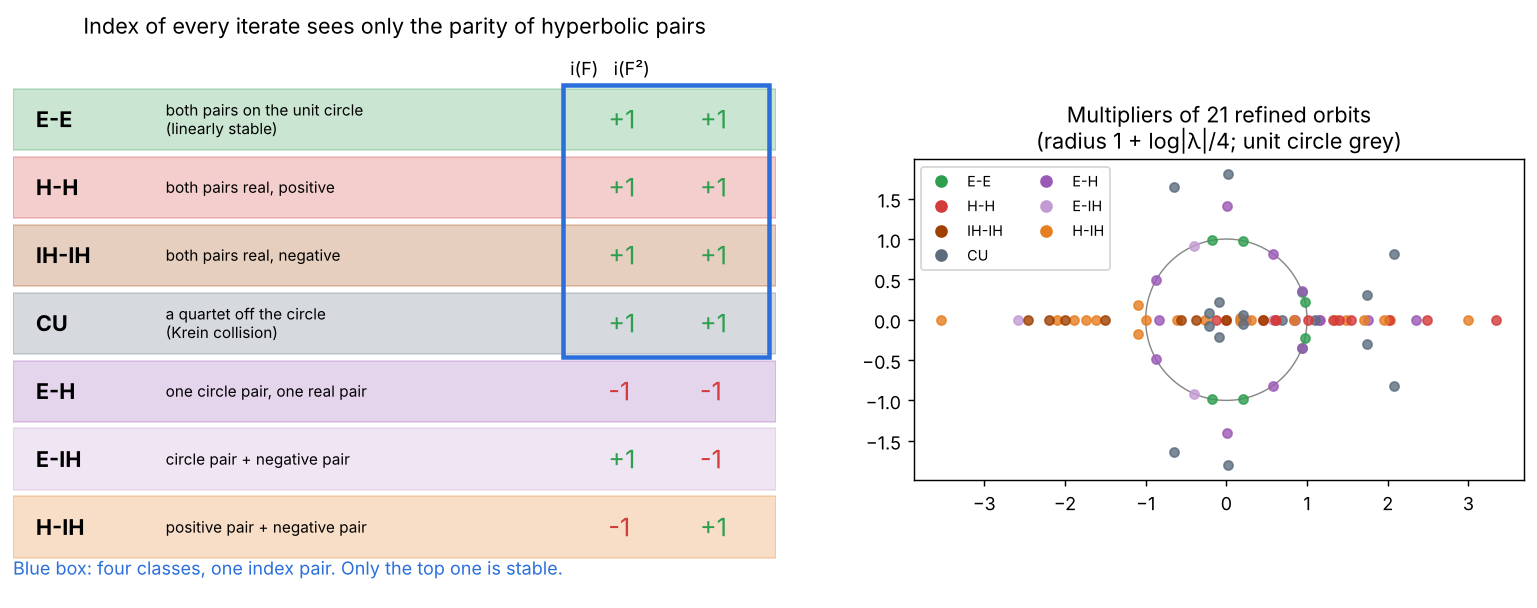 Index of every iterate sees only the parity of hyperbolic pairs
i(F) i(F²)
E-E
both pairs on the unit circle
(linearly stable)
+1 +1
H-H
both pairs real, positive
+1 +1
IH-IH
both pairs real, negative
+1 +1
CU
a quartet off the circle
(Krein collision)
+1 +1
E-H
one circle pair, one real pair
-1 -1
E-IH
circle pair + negative pair
+1 -1
H-IH
positive pair + negative pair
-1 +1
Blue box: four classes, one index pair. Only the top one is stable.
Multipliers of 21 refined orbits
(radius 1 + log|λ|/4; unit circle grey)
E-E
H-H
IH-IH
CU
E-H
E-IH
H-IH
1.5
1.0
0.5
0.0
−0.5
−1.0
−1.5
−3 −2 −1 0 1 2 3